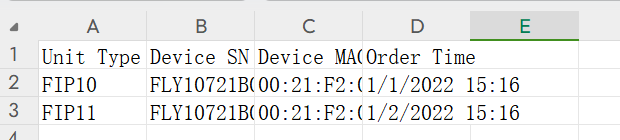 A B C D E
1 Unit Type Device SN Device MA Order Time
2 FIP10 FLY10721B 00:21:F2: 1/1/2022 15:16
3 FIP11 FLY10721B 00:21:F2: 1/2/2022 15:16